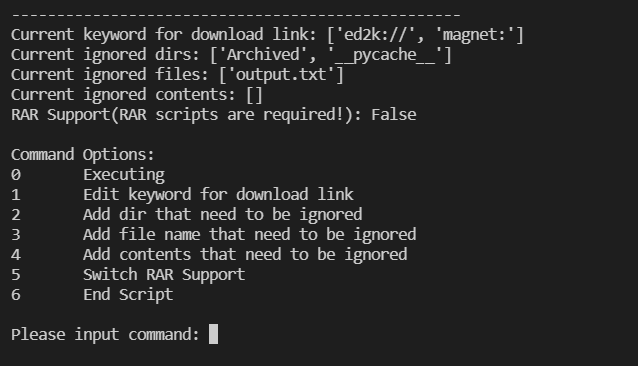 --------------------------------------------------
Current keyword for download link: ['ed2k://', 'magnet:']
Current ignored dirs: ['Archived', '__pycache__']
Current ignored files: ['output.txt']
Current ignored contents: []
RAR Support(RAR scripts are required!): False
Command Options:
0       Executing
1       Edit keyword for download link
2       Add dir that need to be ignored
3       Add file name that need to be ignored
4       Add contents that need to be ignored
5       Switch RAR Support
6       End Script
Please input command: